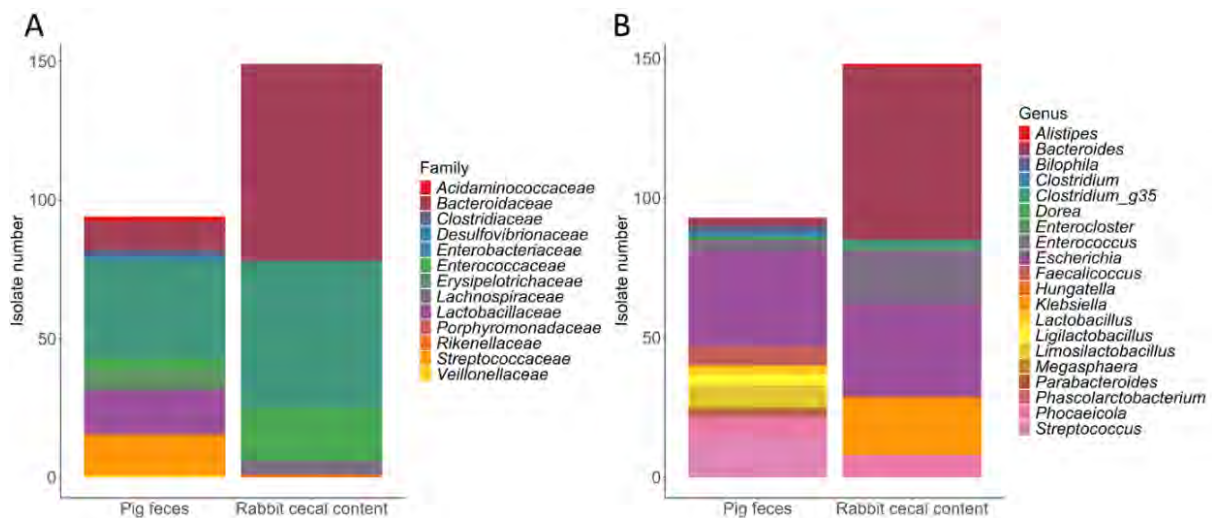 A
150
100
50
0
Isolate number
Pig feces
Rabbit cecal content
Family
Acidaminococcaceae
Bacteroidaceae
Clostridiaceae
Desulfovibrionaceae
Enterobacteriaceae
Enterococcaceae
Erysipelotrichaceae
Lachnospiraceae
Lactobacillaceae
Porphyromonadaceae
Rikenellaceae
Streptococcaceae
Veillonellaceae
B
150
100
50
0
Isolate number
Pig feces
Rabbit cecal content
Genus
Alistipes
Bacteroides
Bilophila
Clostridium
Clostridium_g35
Dorea
Enterocloster
Enterococcus
Escherichia
Faecalicoccus
Hungatella
Klebsiella
Lactobacillus
Ligilactobacillus
Limosilactobacillus
Megasphaera
Parabacteroides
Phascolarctobacterium
Phocaeicola
Streptococcus